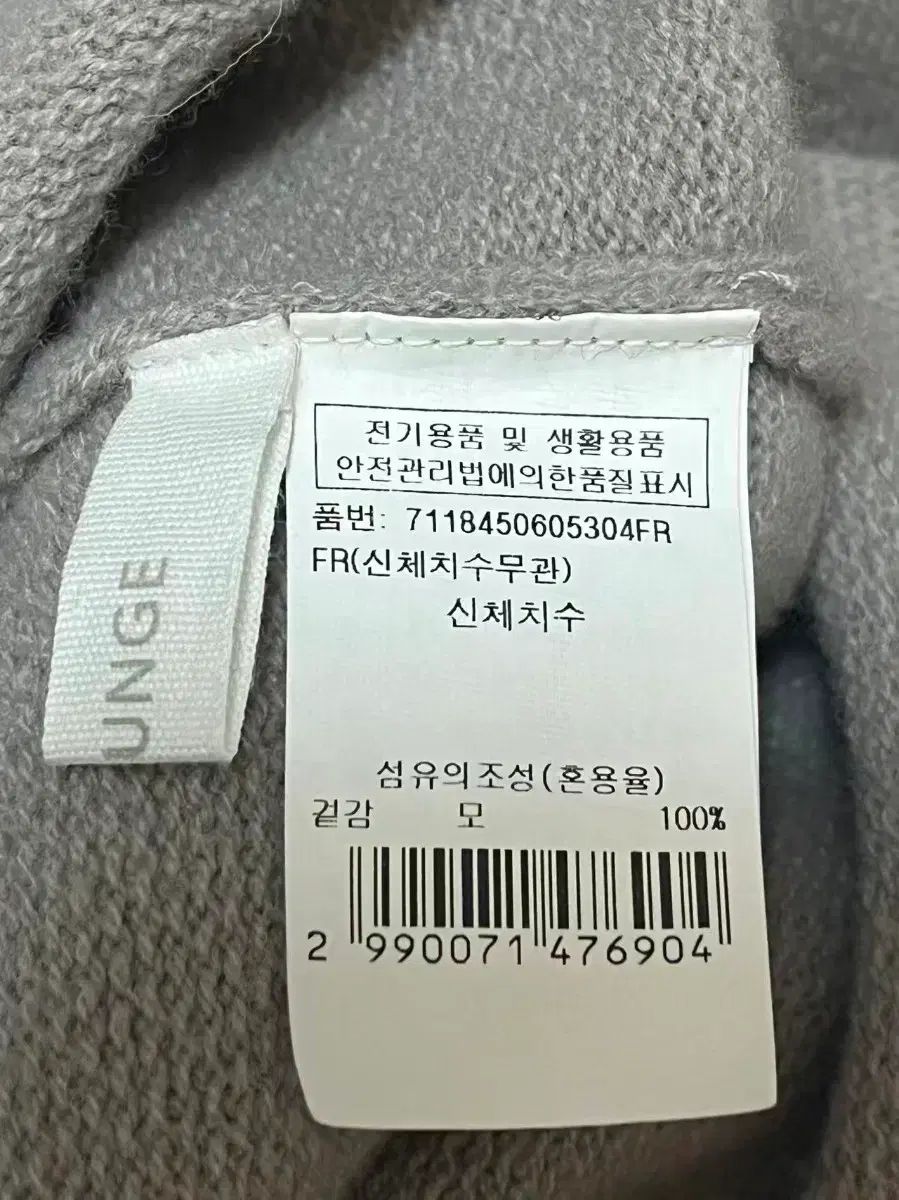 UNGE
전기용품 및 생활용품
안전관리법에의한품질표시
품번: 7118450605304FR
FR(신체치수무관)
신체치수
섬유의조성(혼용율)
겉감 모 100%
2 990071 476904